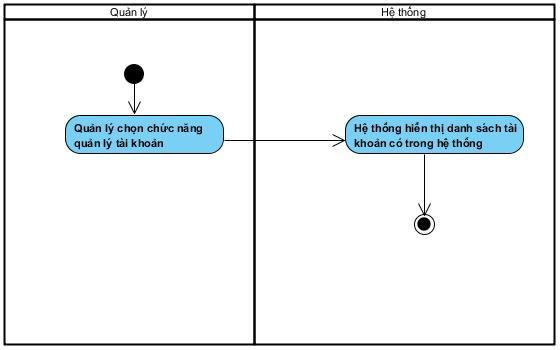 Quản lý
Hệ thống
Quản lý chọn chức năng
quản lý tài khoản
Hệ thống hiển thị danh sách tài
khoản có trong hệ thống